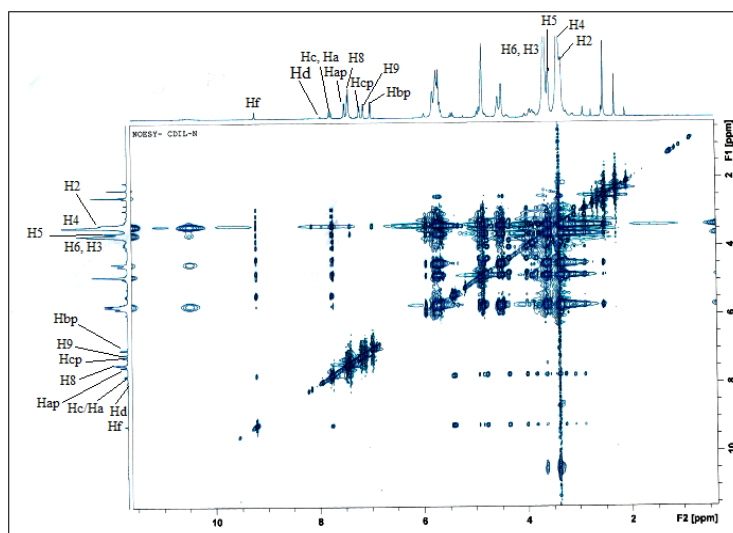 H5
H4
H6, H3
H2
Hc, Ha
H8
Hap
H9
Hd
Hcp
Hf
Hbp
NOESY- CDIL-N
F1 [ppm]
2
4
6
8
10
H2
H4
H5
H6, H3
Hbp
H9
Hcp
H8
Hap
Hc/Ha
Hd
Hf
10
8
6
4
2
F2 [ppm]